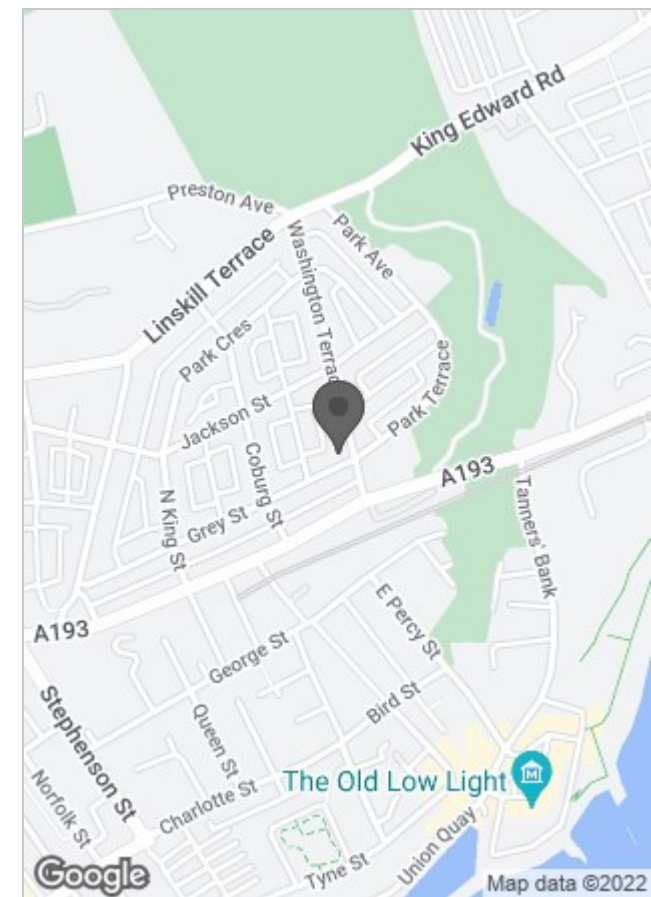 King Edward Rd
Preston Ave
Park Ave
Washington Terrac
Linskill Terrace
Park Cres
Park Terrace
Jackson St
Coburg St
A193
N King St
Grey St
Tanners' Bank
E Percy St
A193
George St
Bird St
Stephenson St
Queen St
The Old Low Light
M
Norfolk St
Charlotte St
Union Quay
Tyne St
Google
Map data ©2022